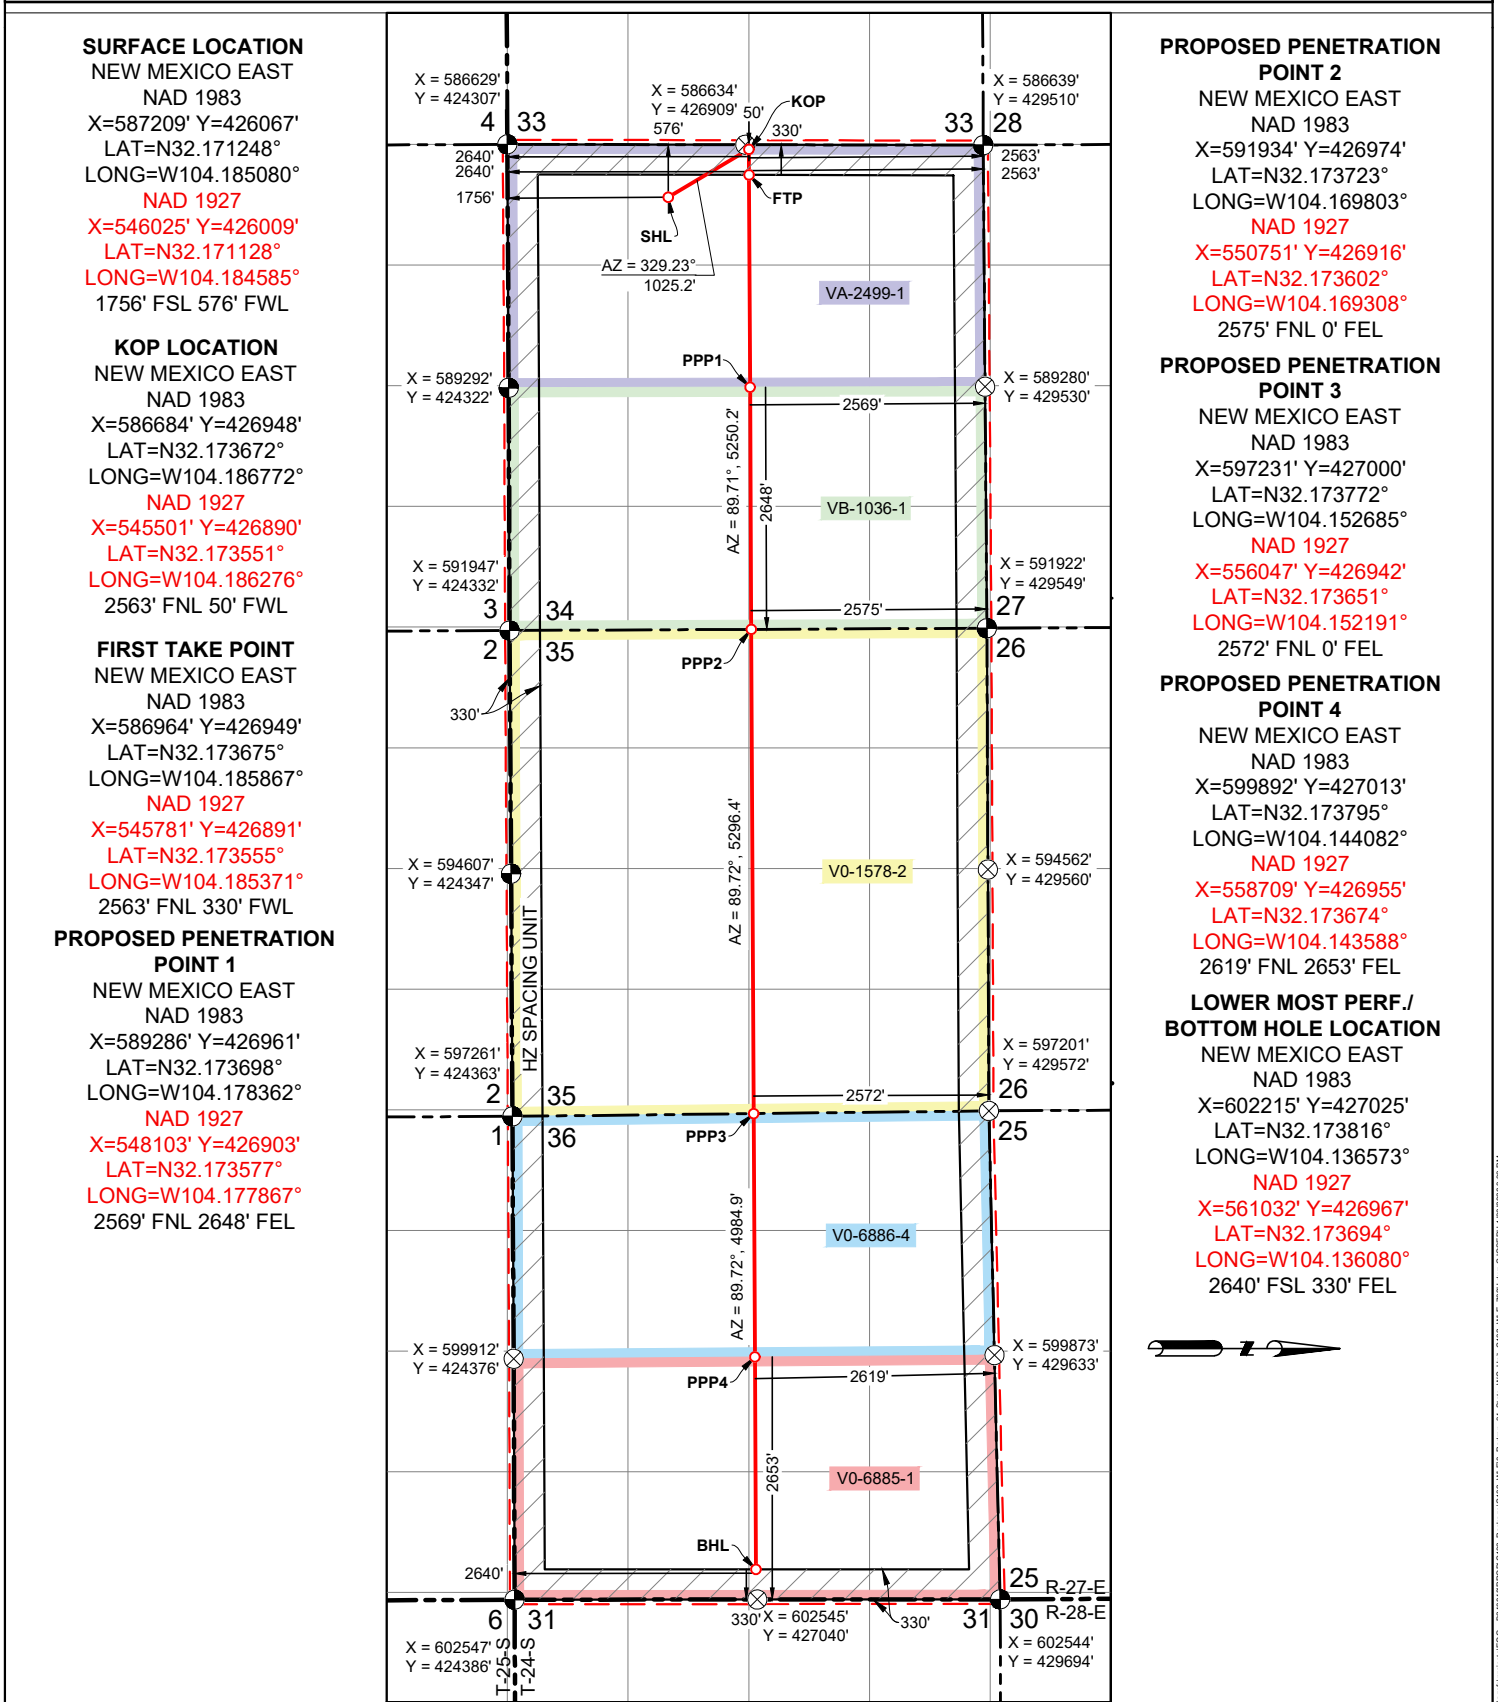 SURFACE LOCATION
NEW MEXICO EAST
NAD 1983
X=587209' Y=426067'
LAT=N32.171248°
LONG=W104.185080°
NAD 1927
X=546025' Y=426009'
LAT=N32.171128°
LONG=W104.184585°
1756' FSL 576' FWL
KOP LOCATION
NEW MEXICO EAST
NAD 1983
X=586684' Y=426948'
LAT=N32.173672°
LONG=W104.186772°
NAD 1927
X=545501' Y=426890'
LAT=N32.173551°
LONG=W104.186276°
2563' FNL 50' FWL
FIRST TAKE POINT
NEW MEXICO EAST
NAD 1983
X=586964' Y=426949'
LAT=N32.173675°
LONG=W104.185867°
NAD 1927
X=545781' Y=426891'
LAT=N32.173555°
LONG=W104.185371°
2563' FNL 330' FWL
PROPOSED PENETRATION
POINT 1
NEW MEXICO EAST
NAD 1983
X=589286' Y=426961'
LAT=N32.173698°
LONG=W104.178362°
NAD 1927
X=548103' Y=426903'
LAT=N32.173577°
LONG=W104.177867°
2569' FNL 2648' FEL
X = 586629'
Y = 424307'
X = 586634'
Y = 426909'
50'
KOP
X = 586639'
Y = 429510'
4 33
576'
330'
33 28
2640'
2640'
2563'
2563'
1756'
FTP
SHL
AZ = 329.23°
1025.2'
VA-2499-1
PPP1
X = 589292'
Y = 424322'
X = 589280'
Y = 429530'
2569'
AZ = 89.71°, 5250.2'
2648'
VB-1036-1
X = 591947'
Y = 424332'
X = 591922'
Y = 429549'
3 34
2575'
27
2 35
PPP2
26
330'
X = 594607'
Y = 424347'
AZ = 89.72°, 5296.4'
V0-1578-2
X = 594562'
Y = 429560'
HZ SPACING UNIT
X = 597261'
Y = 424363'
X = 597201'
Y = 429572'
2 35
2572'
26
1 36
PPP3
25
AZ = 89.72°, 4984.9'
V0-6886-4
X = 599912'
Y = 424376'
X = 599873'
Y = 429633'
PPP4
2619'
2653'
V0-6885-1
BHL
2640'
25 R-27-E
6 31
330'
X = 602545'
Y = 427040'
330'
31 30 R-28-E
X = 602547'
Y = 424386'
T-25-S
T-24-S
X = 602544'
Y = 429694'
PROPOSED PENETRATION
POINT 2
NEW MEXICO EAST
NAD 1983
X=591934' Y=426974'
LAT=N32.173723°
LONG=W104.169803°
NAD 1927
X=550751' Y=426916'
LAT=N32.173602°
LONG=W104.169308°
2575' FNL 0' FEL
PROPOSED PENETRATION
POINT 3
NEW MEXICO EAST
NAD 1983
X=597231' Y=427000'
LAT=N32.173772°
LONG=W104.152685°
NAD 1927
X=556047' Y=426942'
LAT=N32.173651°
LONG=W104.152191°
2572' FNL 0' FEL
PROPOSED PENETRATION
POINT 4
NEW MEXICO EAST
NAD 1983
X=599892' Y=427013'
LAT=N32.173795°
LONG=W104.144082°
NAD 1927
X=558709' Y=426955'
LAT=N32.173674°
LONG=W104.143588°
2619' FNL 2653' FEL
LOWER MOST PERF./
BOTTOM HOLE LOCATION
NEW MEXICO EAST
NAD 1983
X=602215' Y=427025'
LAT=N32.173816°
LONG=W104.136573°
NAD 1927
X=561032' Y=426967'
LAT=N32.173694°
LONG=W104.136080°
2640' FSL 330' FEL
Z